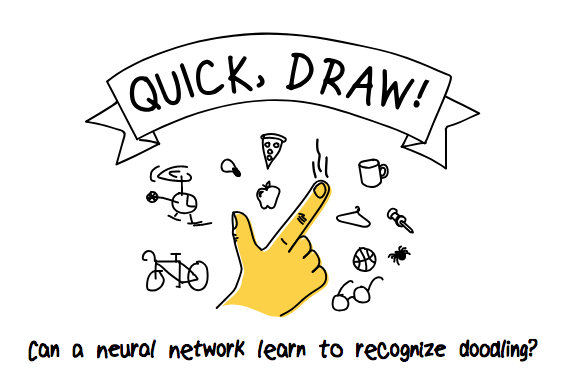 QUICK, DRAW!
Can a neural network learn to recognize doodling?